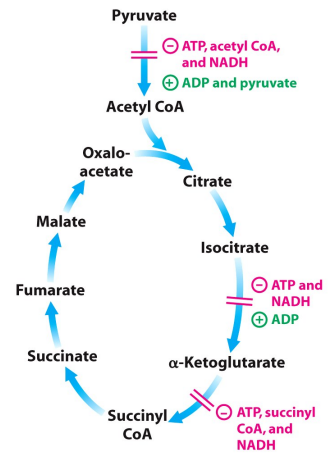 Pyruvate
⊖ ATP, acetyl CoA,
and NADH
⊕ ADP and pyruvate
Acetyl CoA
Oxalo-
acetate
Citrate
Malate
Isocitrate
⊖ ATP and
NADH
⊕ ADP
Fumarate
Succinate
α-Ketoglutarate
Succinyl
CoA
⊖ ATP, succinyl
CoA, and
NADH